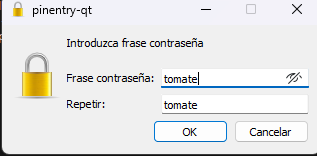 pinentry-qt
Introduzca frase contraseña
Frase contraseña: tomate
Repetir: tomate
OK Cancelar